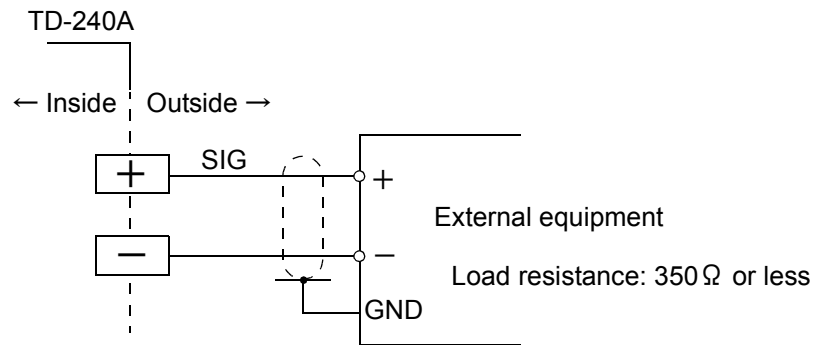 TD-240A
← Inside Outside →
+ SIG +
External equipment
− −
Load resistance: 350Ω or less
GND